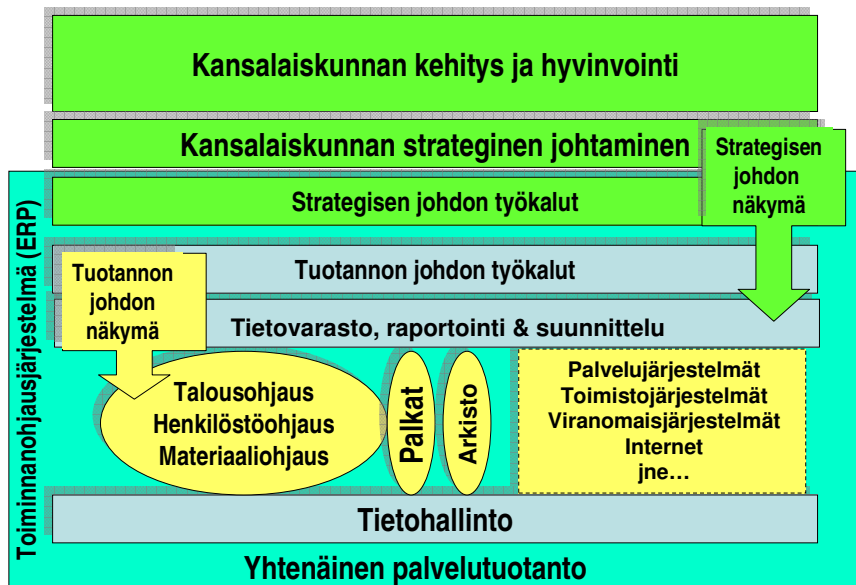 Kansalaiskunnan kehitys ja hyvinvointi
Kansalaiskunnan strateginen johtaminen
Strategisen
johdon
näkymä
Strategisen johdon työkalut
Toiminnanohjausjärjestelmä (ERP)
Tuotannon johdon työkalut
Tuotannon
johdon
näkymä
Tietovarasto, raportointi & suunnittelu
Talousohjaus
Henkilöstöohjaus
Materiaaliohjaus
Palkat
Arkisto
Palvelujärjestelmät
Toimistojärjestelmät
Viranomaisjärjestelmät
Internet
jne…
Tietohallinto
Yhtenäinen palvelutuotanto